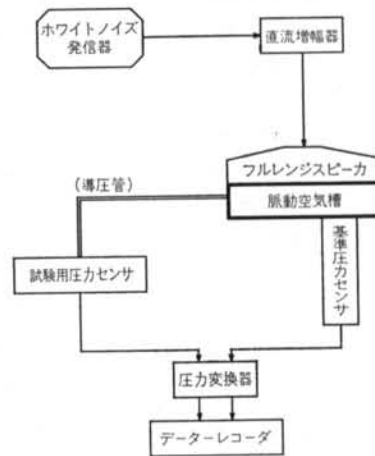 ホワイトノイズ
発信器
直流増幅器
フルレンジスピーカ
(導圧管)
脈動空気槽
試験用圧力センサ
基準圧力センサ
圧力変換器
データーレコーダ